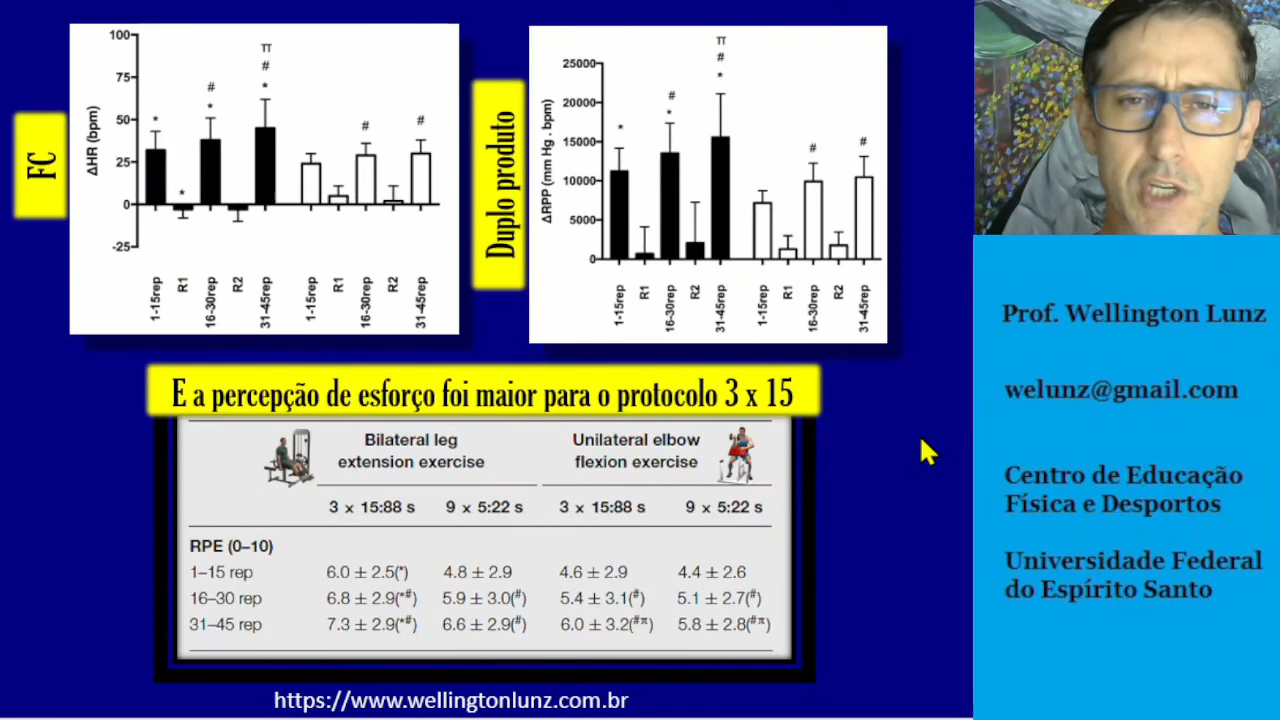 FC
ΔHR (bpm)
100
75
50
25
0
-25
*
*
#
*
π
#
*
#
#
1-15rep
R1
16-30rep
R2
31-45rep
1-15rep
R1
16-30rep
R2
31-45rep
Duplo produto
ΔRPP (mm Hg . bpm)
25000
20000
15000
10000
5000
0
*
#
*
π
#
*
#
#
1-15rep
R1
16-30rep
R2
31-45rep
1-15rep
R1
16-30rep
R2
31-45rep
E a percepção de esforço foi maior para o protocolo 3 x 15
Bilateral leg
extension exercise
Unilateral elbow
flexion exercise
3 × 15:88 s 9 × 5:22 s 3 × 15:88 s 9 × 5:22 s
RPE (0–10)
1–15 rep 6.0 ± 2.5(*) 4.8 ± 2.9 4.6 ± 2.9 4.4 ± 2.6
16–30 rep 6.8 ± 2.9(*#) 5.9 ± 3.0(#) 5.4 ± 3.1(#) 5.1 ± 2.7(#)
31–45 rep 7.3 ± 2.9(*#) 6.6 ± 2.9(#) 6.0 ± 3.2(#π) 5.8 ± 2.8(#π)
https://www.wellingtonlunz.com.br
Prof. Wellington Lunz
welunz@gmail.com
Centro de Educação
Física e Desportos
Universidade Federal
do Espírito Santo